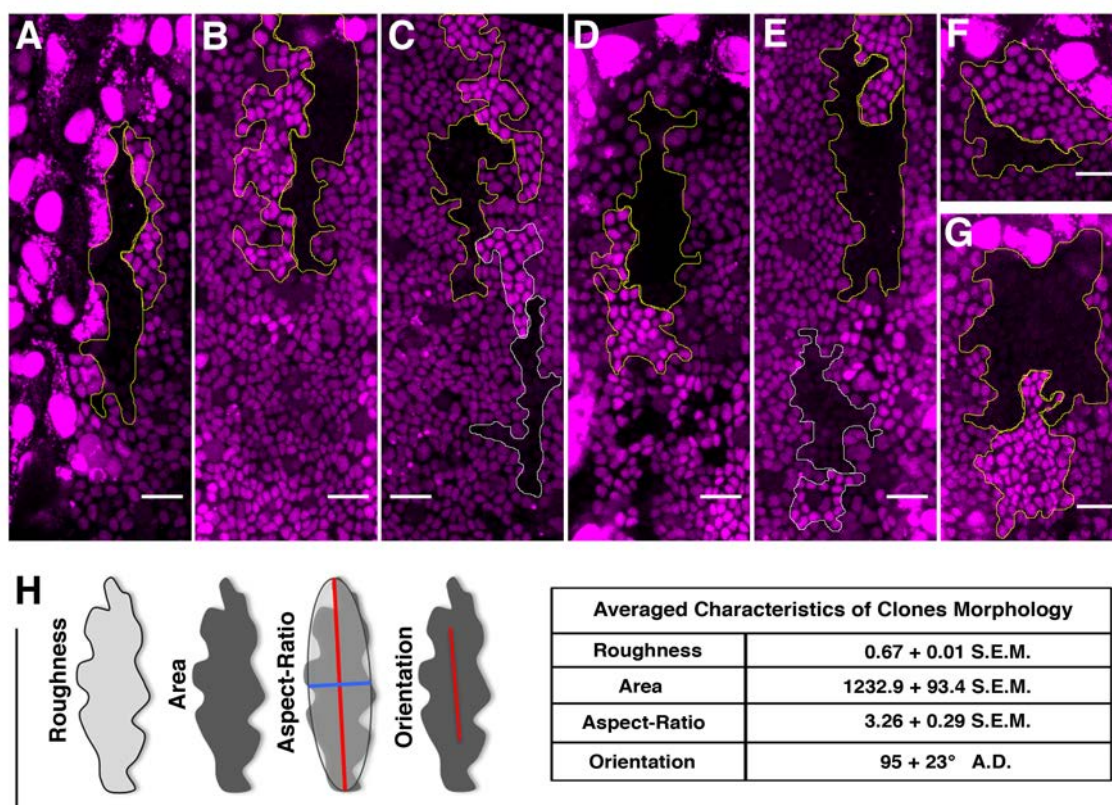 A
B
C
D
E
F
G
H
Roughness
Area
Aspect-Ratio
Orientation
Averaged Characteristics of Clones Morphology
Roughness 0.67 + 0.01 S.E.M.
Area 1232.9 + 93.4 S.E.M.
Aspect-Ratio 3.26 + 0.29 S.E.M.
Orientation 95 + 23° A.D.